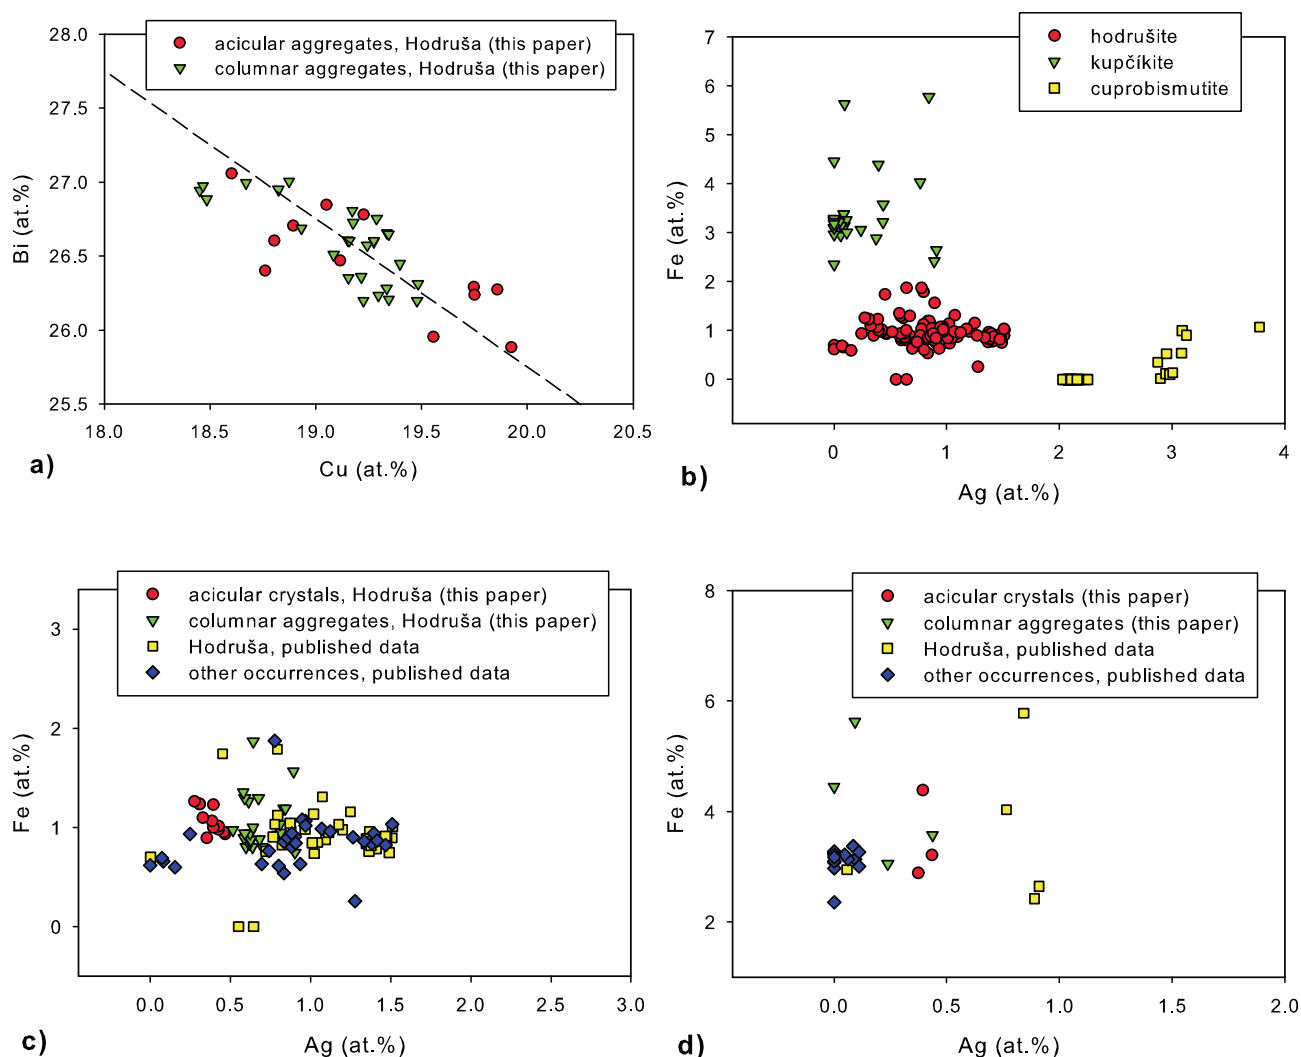 28.0
27.5
27.0
26.5
26.0
25.5
Bi (at.%)
acicular aggregates, Hodruša (this paper)
columnar aggregates, Hodruša (this paper)
18.0 18.5 19.0 19.5 20.0 20.5
Cu (at.%)
a)
7
6
5
4
3
2
1
0
Fe (at.%)
hodrušite
kupčíkite
cuprobismutite
0 1 2 3 4
Ag (at.%)
b)
3
2
1
0
Fe (at.%)
acicular crystals, Hodruša (this paper)
columnar aggregates, Hodruša (this paper)
Hodruša, published data
other occurrences, published data
0.0 0.5 1.0 1.5 2.0 2.5 3.0
Ag (at.%)
c)
8
6
4
2
Fe (at.%)
acicular crystals (this paper)
columnar aggregates (this paper)
Hodruša, published data
other occurrences, published data
0.0 0.5 1.0 1.5 2.0
Ag (at.%)
d)